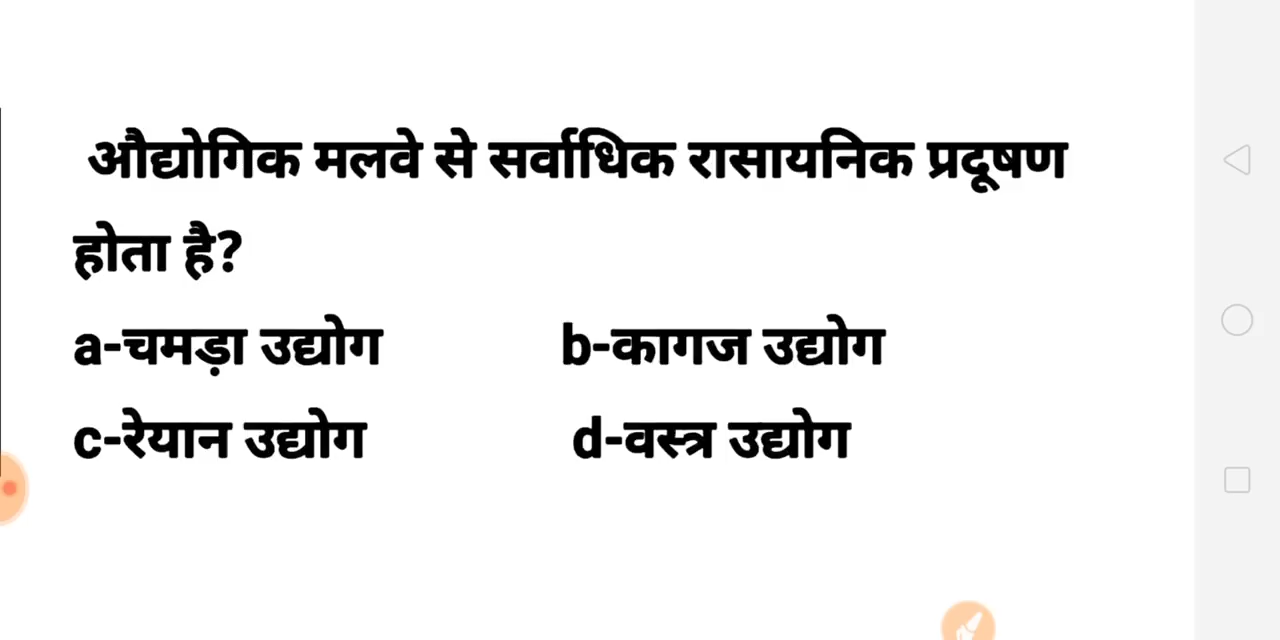 औद्योगिक मलवे से सर्वाधिक रासायनिक प्रदूषण
होता है?
a-चमड़ा उद्योग b-कागज उद्योग
c-रेयान उद्योग d-वस्त्र उद्योग